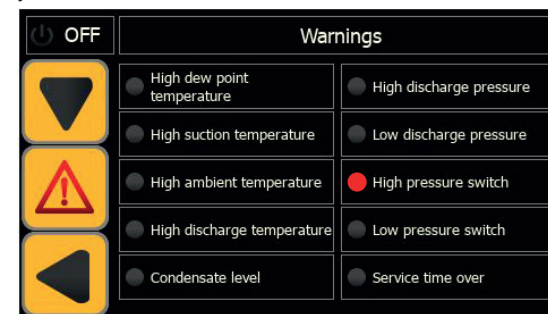 OFF
Warnings
High dew point
temperature
High discharge pressure
High suction temperature
Low discharge pressure
High ambient temperature
High pressure switch
High discharge temperature
Low pressure switch
Condensate level
Service time over